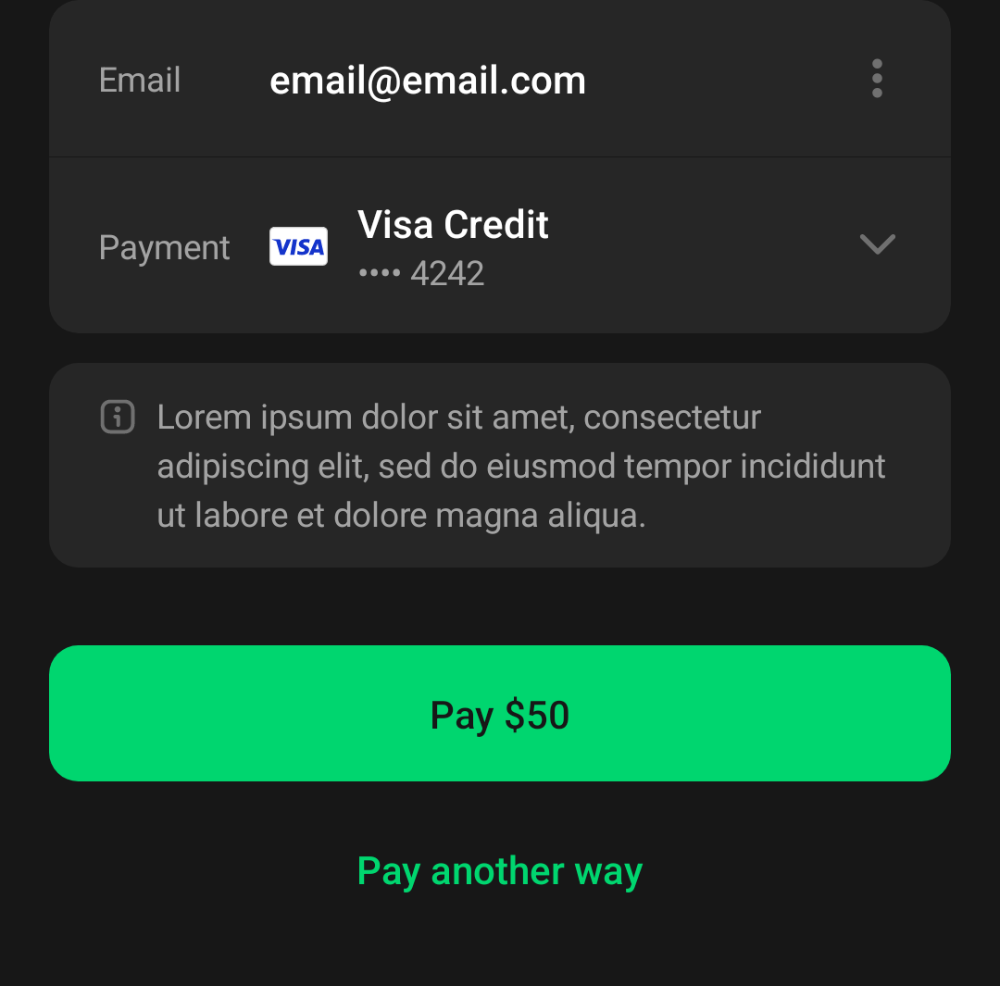 Email email@email.com
Payment VISA Visa Credit
•••• 4242
Lorem ipsum dolor sit amet, consectetur
adipiscing elit, sed do eiusmod tempor incididunt
ut labore et dolore magna aliqua.
Pay $50
Pay another way